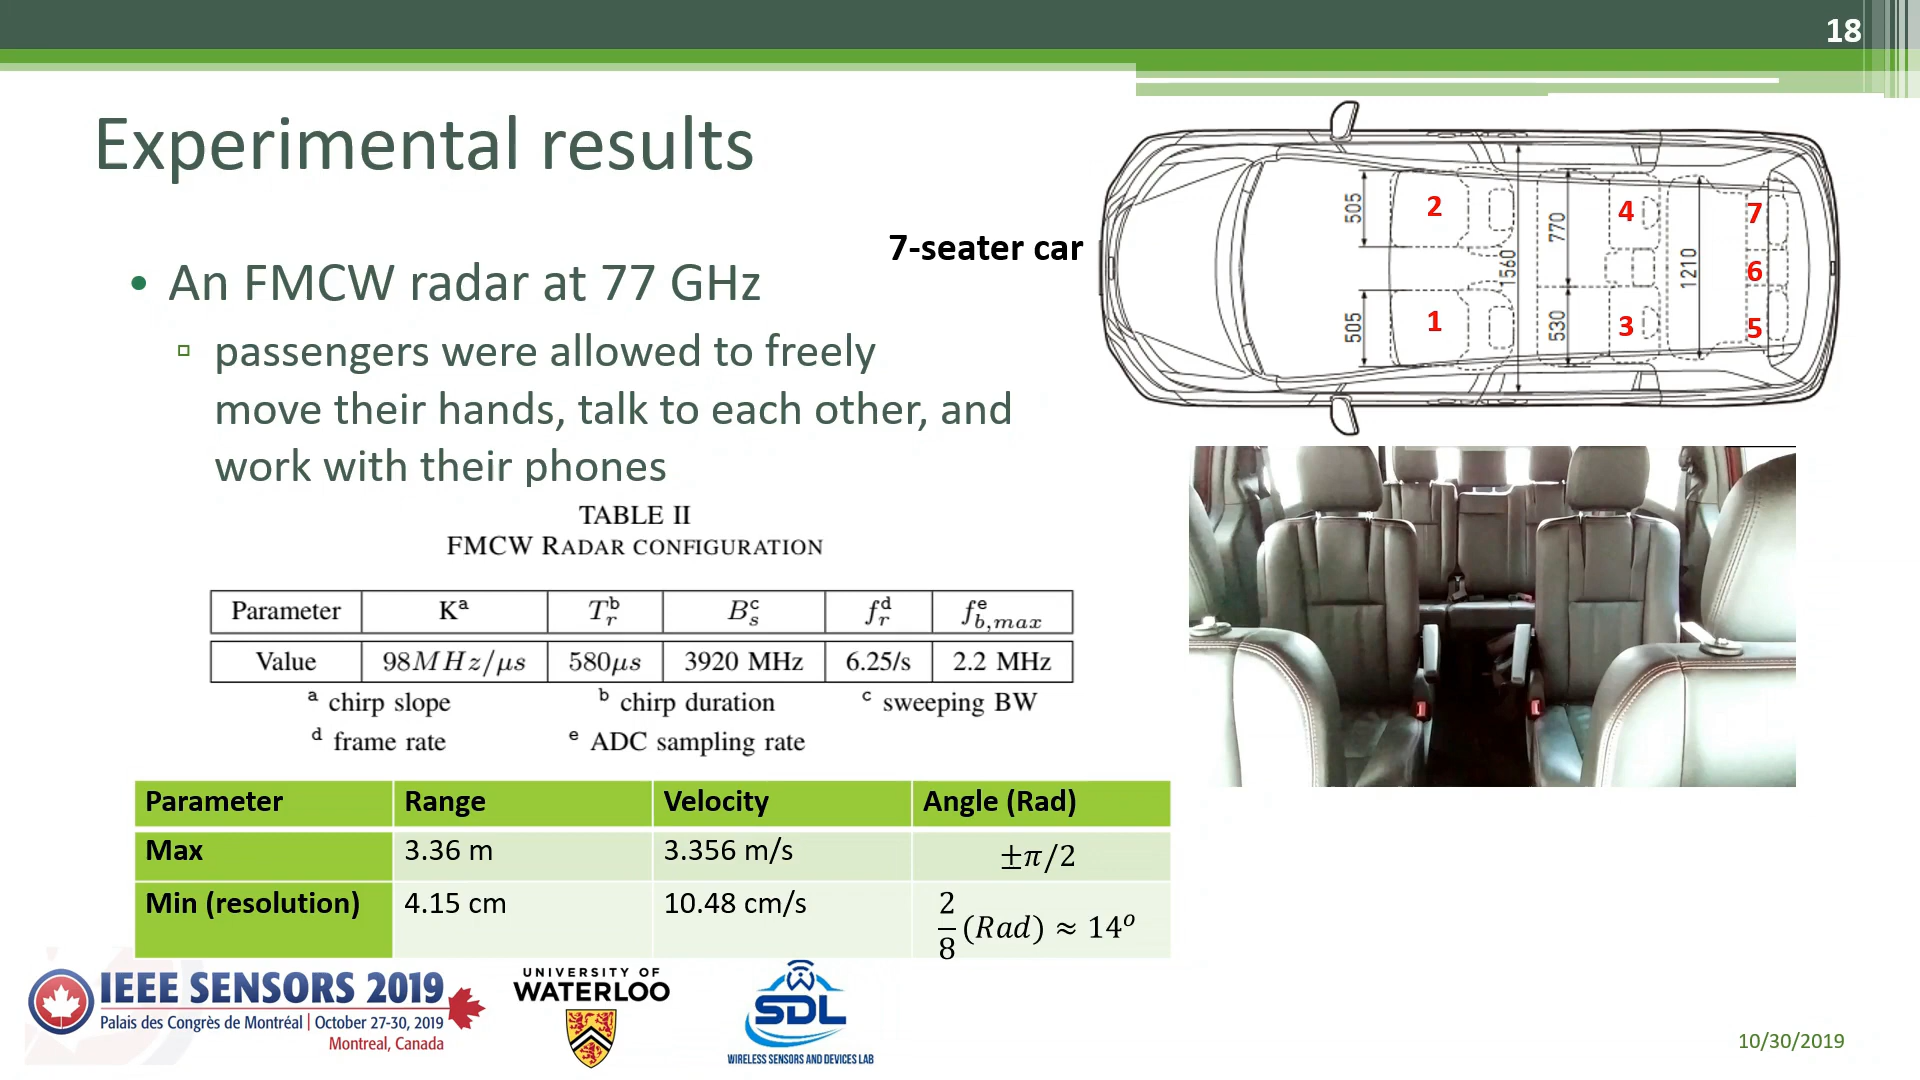 18
Experimental results
7-seater car
• An FMCW radar at 77 GHz
▫ passengers were allowed to freely
move their hands, talk to each other, and
work with their phones
505
505
1560
770
530
1210
2
1
4
3
7
6
5
TABLE II
FMCW RADAR CONFIGURATION
Parameter K^a T_r^b B_s^c f_r^d f_{b,max}^e
Value 98MHz/μs 580μs 3920 MHz 6.25/s 2.2 MHz
^a chirp slope ^b chirp duration ^c sweeping BW
^d frame rate ^e ADC sampling rate
Parameter Range Velocity Angle (Rad)
Max 3.36 m 3.356 m/s ±π/2
Min (resolution) 4.15 cm 10.48 cm/s 2/8 (Rad) ≈ 14°
IEEE SENSORS 2019
Palais des Congrès de Montréal | October 27-30, 2019
Montreal, Canada
UNIVERSITY OF
WATERLOO
SDL
WIRELESS SENSORS AND DEVICES LAB
10/30/2019